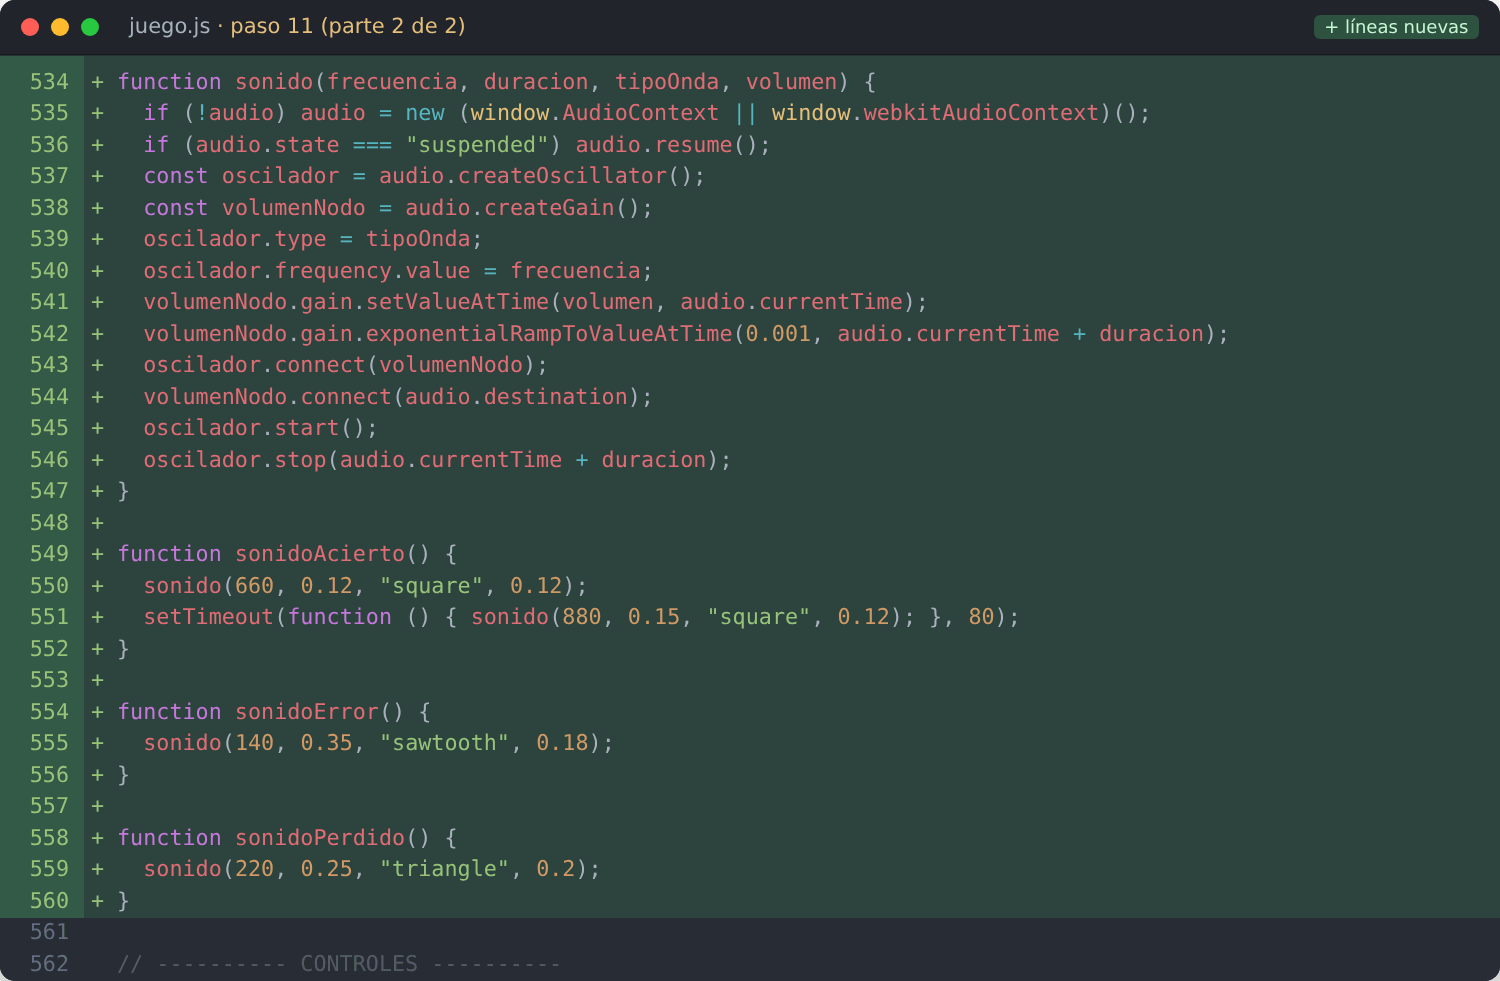 juego.js · paso 11 (parte 2 de 2)
+ líneas nuevas
534 + function sonido(frecuencia, duracion, tipoOnda, volumen) {
535 +   if (!audio) audio = new (window.AudioContext || window.webkitAudioContext)();
536 +   if (audio.state === "suspended") audio.resume();
537 +   const oscilador = audio.createOscillator();
538 +   const volumenNodo = audio.createGain();
539 +   oscilador.type = tipoOnda;
540 +   oscilador.frequency.value = frecuencia;
541 +   volumenNodo.gain.setValueAtTime(volumen, audio.currentTime);
542 +   volumenNodo.gain.exponentialRampToValueAtTime(0.001, audio.currentTime + duracion);
543 +   oscilador.connect(volumenNodo);
544 +   volumenNodo.connect(audio.destination);
545 +   oscilador.start();
546 +   oscilador.stop(audio.currentTime + duracion);
547 + }
548 +
549 + function sonidoAcierto() {
550 +   sonido(660, 0.12, "square", 0.12);
551 +   setTimeout(function () { sonido(880, 0.15, "square", 0.12); }, 80);
552 + }
553 +
554 + function sonidoError() {
555 +   sonido(140, 0.35, "sawtooth", 0.18);
556 + }
557 +
558 + function sonidoPerdido() {
559 +   sonido(220, 0.25, "triangle", 0.2);
560 + }
561
562   // ---------- CONTROLES ----------